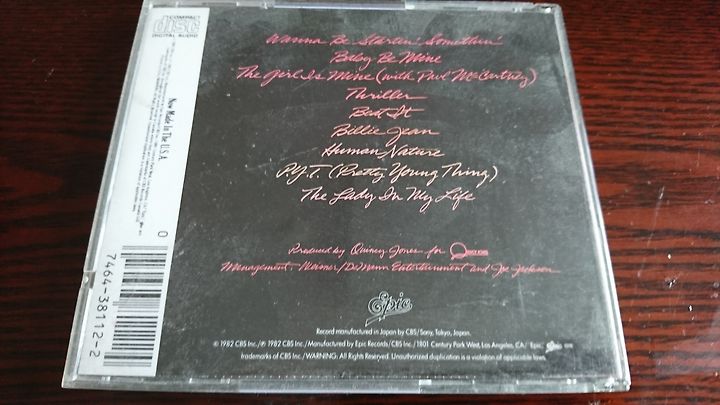 COMPACT
disc
DIGITAL AUDIO
Wanna Be Startin' Somethin'
Baby Be Mine
The Girl Is Mine (with Paul McCartney)
Thriller
Beat It
Billie Jean
Human Nature
P.Y.T. (Pretty Young Thing)
The Lady In My Life
Produced by Quincy Jones for
Management: Weisner/DeMann Entertainment and Joe Jackson
Epic
Record manufactured in Japan by CBS/Sony, Tokyo, Japan.
© 1982 CBS Inc./℗ 1982 CBS Inc./Manufactured by Epic Records/CBS Inc./1801 Century Park West, Los Angeles, CA/ Epic,
trademarks of CBS Inc./WARNING: All Rights Reserved. Unauthorized duplication is a violation of applicable laws.
Now Made In The U.S.A.
0
7464-38112-2